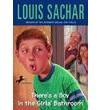 LOUIS SACHAR
There's a Boy
in the Girls' Bathroom